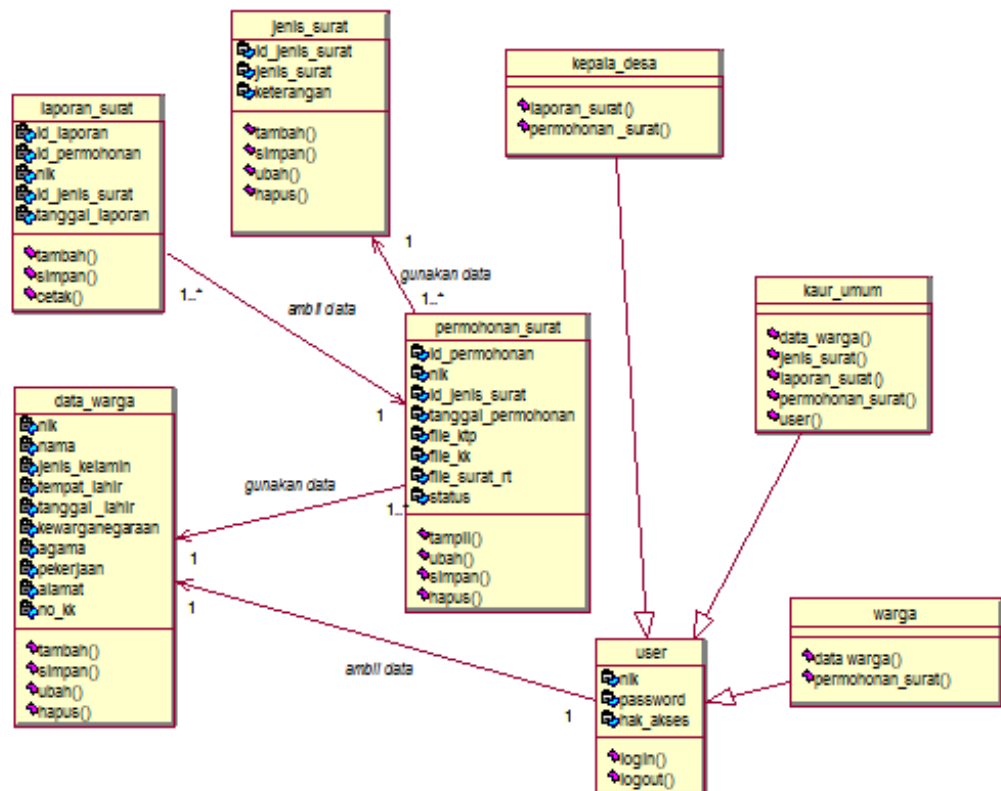 jenis_surat
id_jenis_surat
jenis_surat
keterangan
tambah()
simpan()
ubah()
hapus()
kepala_desa
laporan_surat()
permohonan _surat()
laporan_surat
id_laporan
id_permohonan
nik
id_jenis_surat
tanggal_laporan
tambah()
simpan()
cetak()
1
gunakan data
1..*
1..*
ambil data
1
kaur_umum
data_warga()
jenis_surat()
laporan_surat()
permohonan_surat()
user()
permohonan_surat
id_permohonan
nik
id_jenis_surat
tanggal_permohonan
file_ktp
file_kk
file_surat_rt
status
tampil()
ubah()
simpan()
hapus()
data_warga
nik
nama
jenis_kelamin
tempat_lahir
tanggal _lahir
kewarganegaraan
agama
pekerjaan
alamat
no_kk
tambah()
simpan()
ubah()
hapus()
gunakan data
1..*
1
1
ambil data
1
user
nik
password
hak_akses
login()
logout()
warga
data warga()
permohonan_surat()